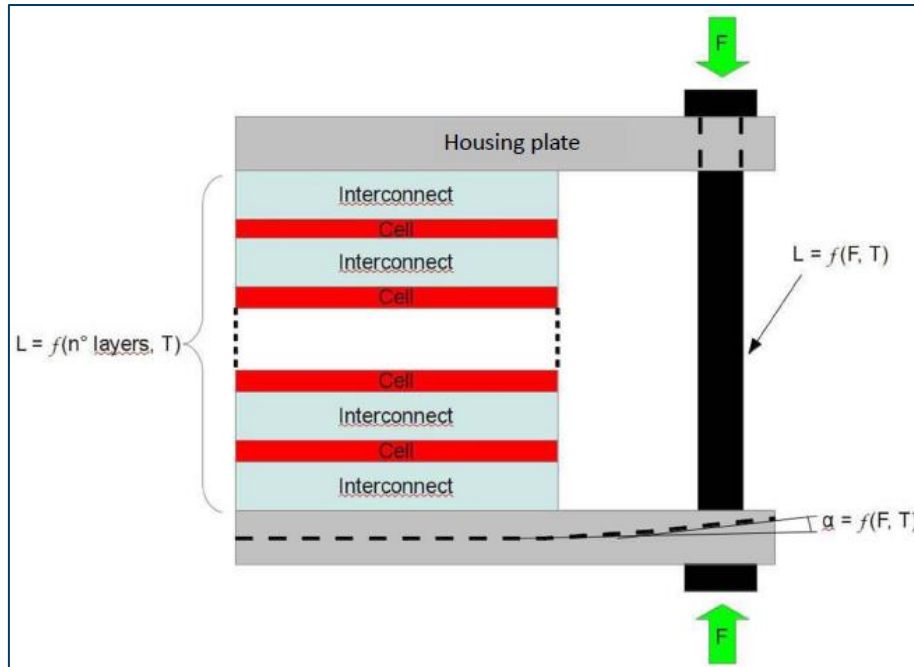 F
Housing plate
Interconnect
Cell
Interconnect
Cell
L = f(F, T)
L = f(n° layers, T)
Cell
Interconnect
Cell
Interconnect
α = f(F, T)
F